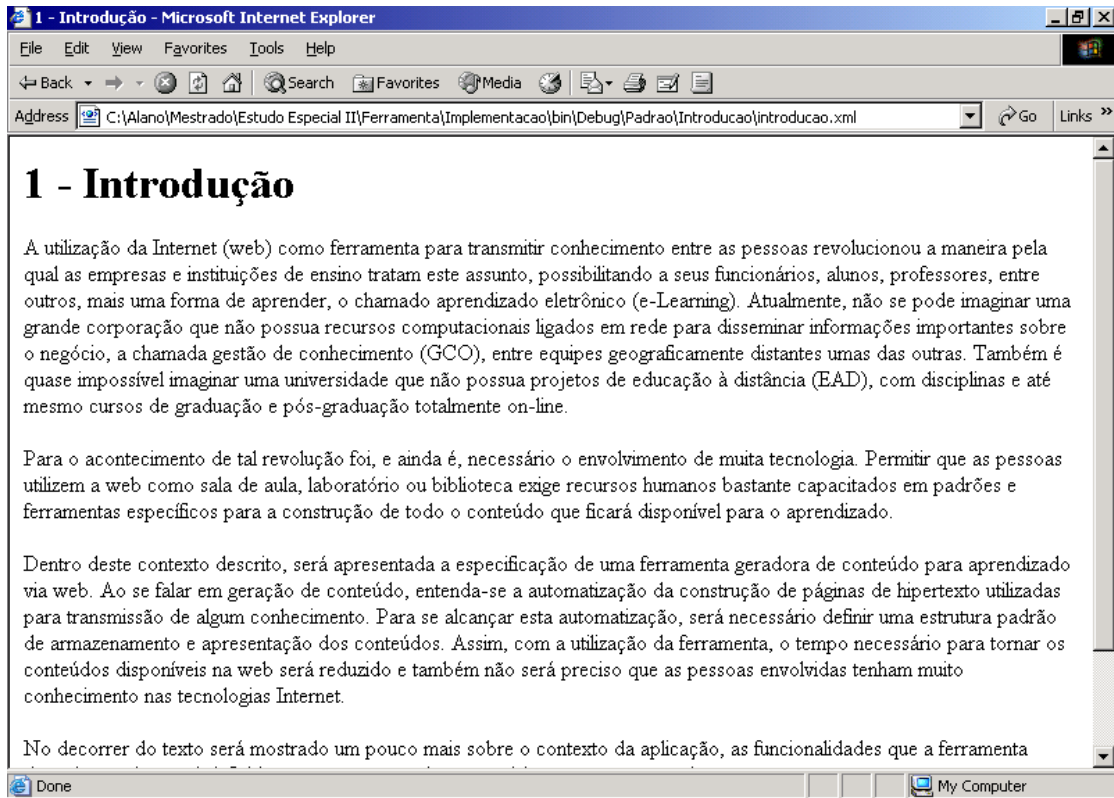 1 - Introdução - Microsoft Internet Explorer
File Edit View Favorites Tools Help
Back Search Favorites Media
Address C:\Alano\Mestrado\Estudo Especial II\Ferramenta\Implementacao\bin\Debug\Padrao\Introducao\introducao.xml Go Links »
1 - Introdução
A utilização da Internet (web) como ferramenta para transmitir conhecimento entre as pessoas revolucionou a maneira pela
qual as empresas e instituições de ensino tratam este assunto, possibilitando a seus funcionários, alunos, professores, entre
outros, mais uma forma de aprender, o chamado aprendizado eletrônico (e-Learning). Atualmente, não se pode imaginar uma
grande corporação que não possua recursos computacionais ligados em rede para disseminar informações importantes sobre
o negócio, a chamada gestão de conhecimento (GCO), entre equipes geograficamente distantes umas das outras. Também é
quase impossível imaginar uma universidade que não possua projetos de educação à distância (EAD), com disciplinas e até
mesmo cursos de graduação e pós-graduação totalmente on-line.
Para o acontecimento de tal revolução foi, e ainda é, necessário o envolvimento de muita tecnologia. Permitir que as pessoas
utilizem a web como sala de aula, laboratório ou biblioteca exige recursos humanos bastante capacitados em padrões e
ferramentas específicos para a construção de todo o conteúdo que ficará disponível para o aprendizado.
Dentro deste contexto descrito, será apresentada a especificação de uma ferramenta geradora de conteúdo para aprendizado
via web. Ao se falar em geração de conteúdo, entenda-se a automatização da construção de páginas de hipertexto utilizadas
para transmissão de algum conhecimento. Para se alcançar esta automatização, será necessário definir uma estrutura padrão
de armazenamento e apresentação dos conteúdos. Assim, com a utilização da ferramenta, o tempo necessário para tornar os
conteúdos disponíveis na web será reduzido e também não será preciso que as pessoas envolvidas tenham muito
conhecimento nas tecnologias Internet.
No decorrer do texto será mostrado um pouco mais sobre o contexto da aplicação, as funcionalidades que a ferramenta
Done My Computer